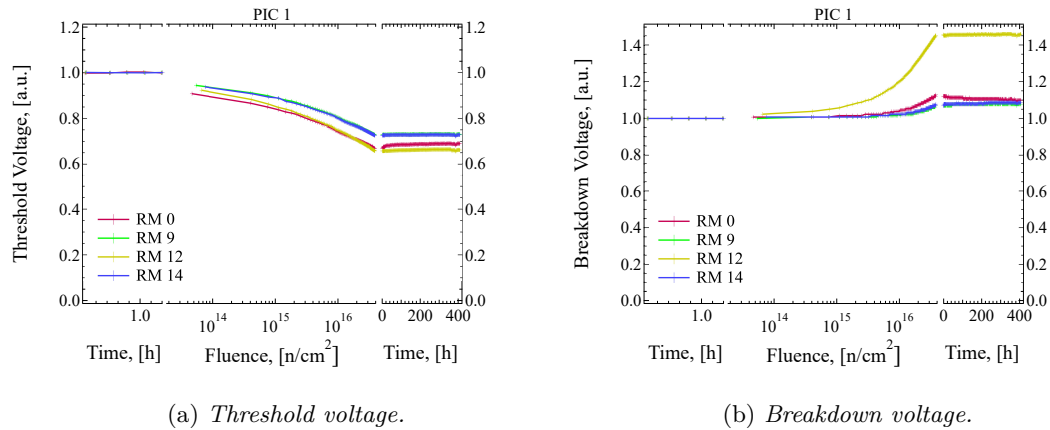 PIC 1
1.2
1.0
0.8
0.6
0.4
0.2
0.0
Threshold Voltage, [a.u.]
RM 0
RM 9
RM 12
RM 14
1.2
1.0
0.8
0.6
0.4
0.2
0.0
1.0
10^14
10^15
10^16
0 200 400
Time, [h]
Fluence, [n/cm^2]
Time, [h]
(a) Threshold voltage.
PIC 1
1.4
1.2
1.0
0.8
0.6
0.4
0.2
0.0
Breakdown Voltage, [a.u.]
RM 0
RM 9
RM 12
RM 14
1.4
1.2
1.0
0.8
0.6
0.4
0.2
0.0
1.0
10^14
10^15
10^16
0 200 400
Time, [h]
Fluence, [n/cm^2]
Time, [h]
(b) Breakdown voltage.